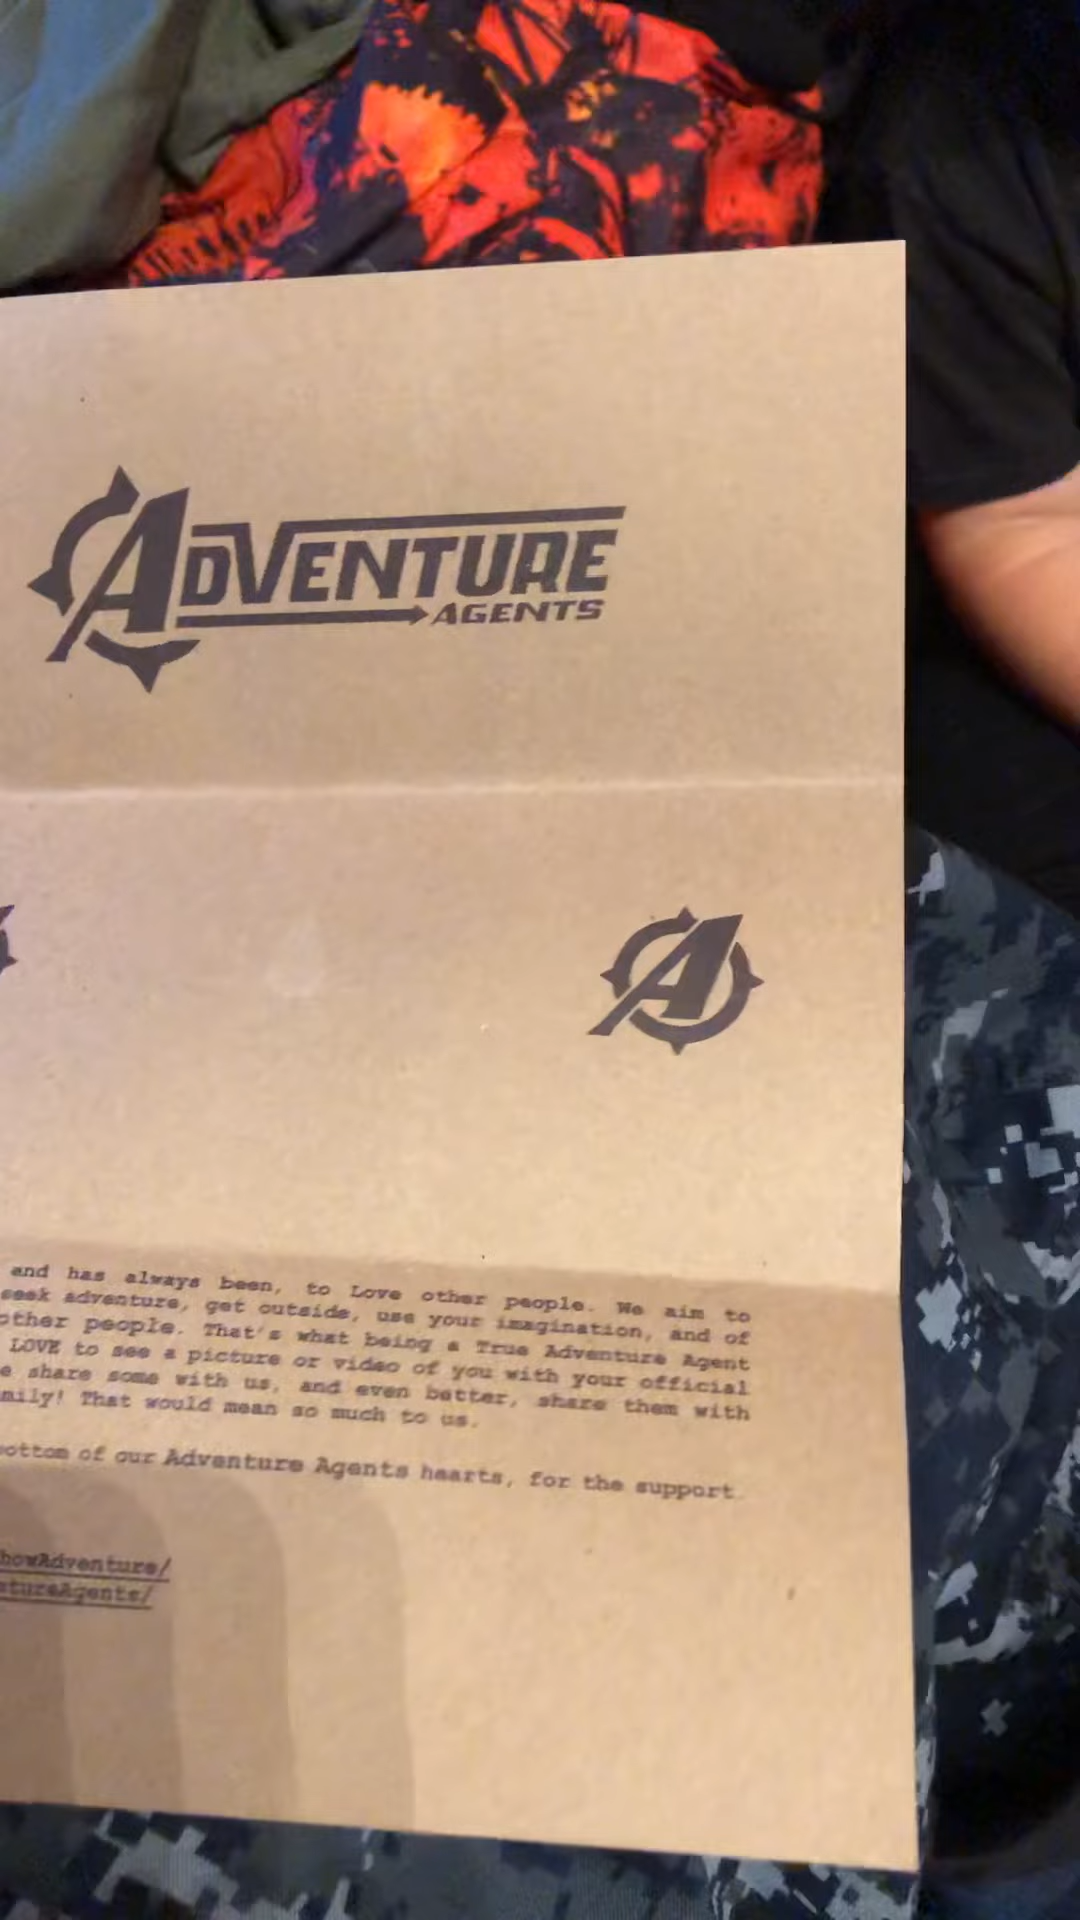 ADVENTURE
AGENTS
A
and has always been, to Love other people. We aim to
seek adventure, get outside, use your imagination, and of
other people. That's what being a True Adventure Agent
LOVE to see a picture or video of you with your official
e share some with us, and even better, share them with
mily! That would mean so much to us.
bottom of our Adventure Agents hearts, for the support.
howAdventure/
ntureAgents/